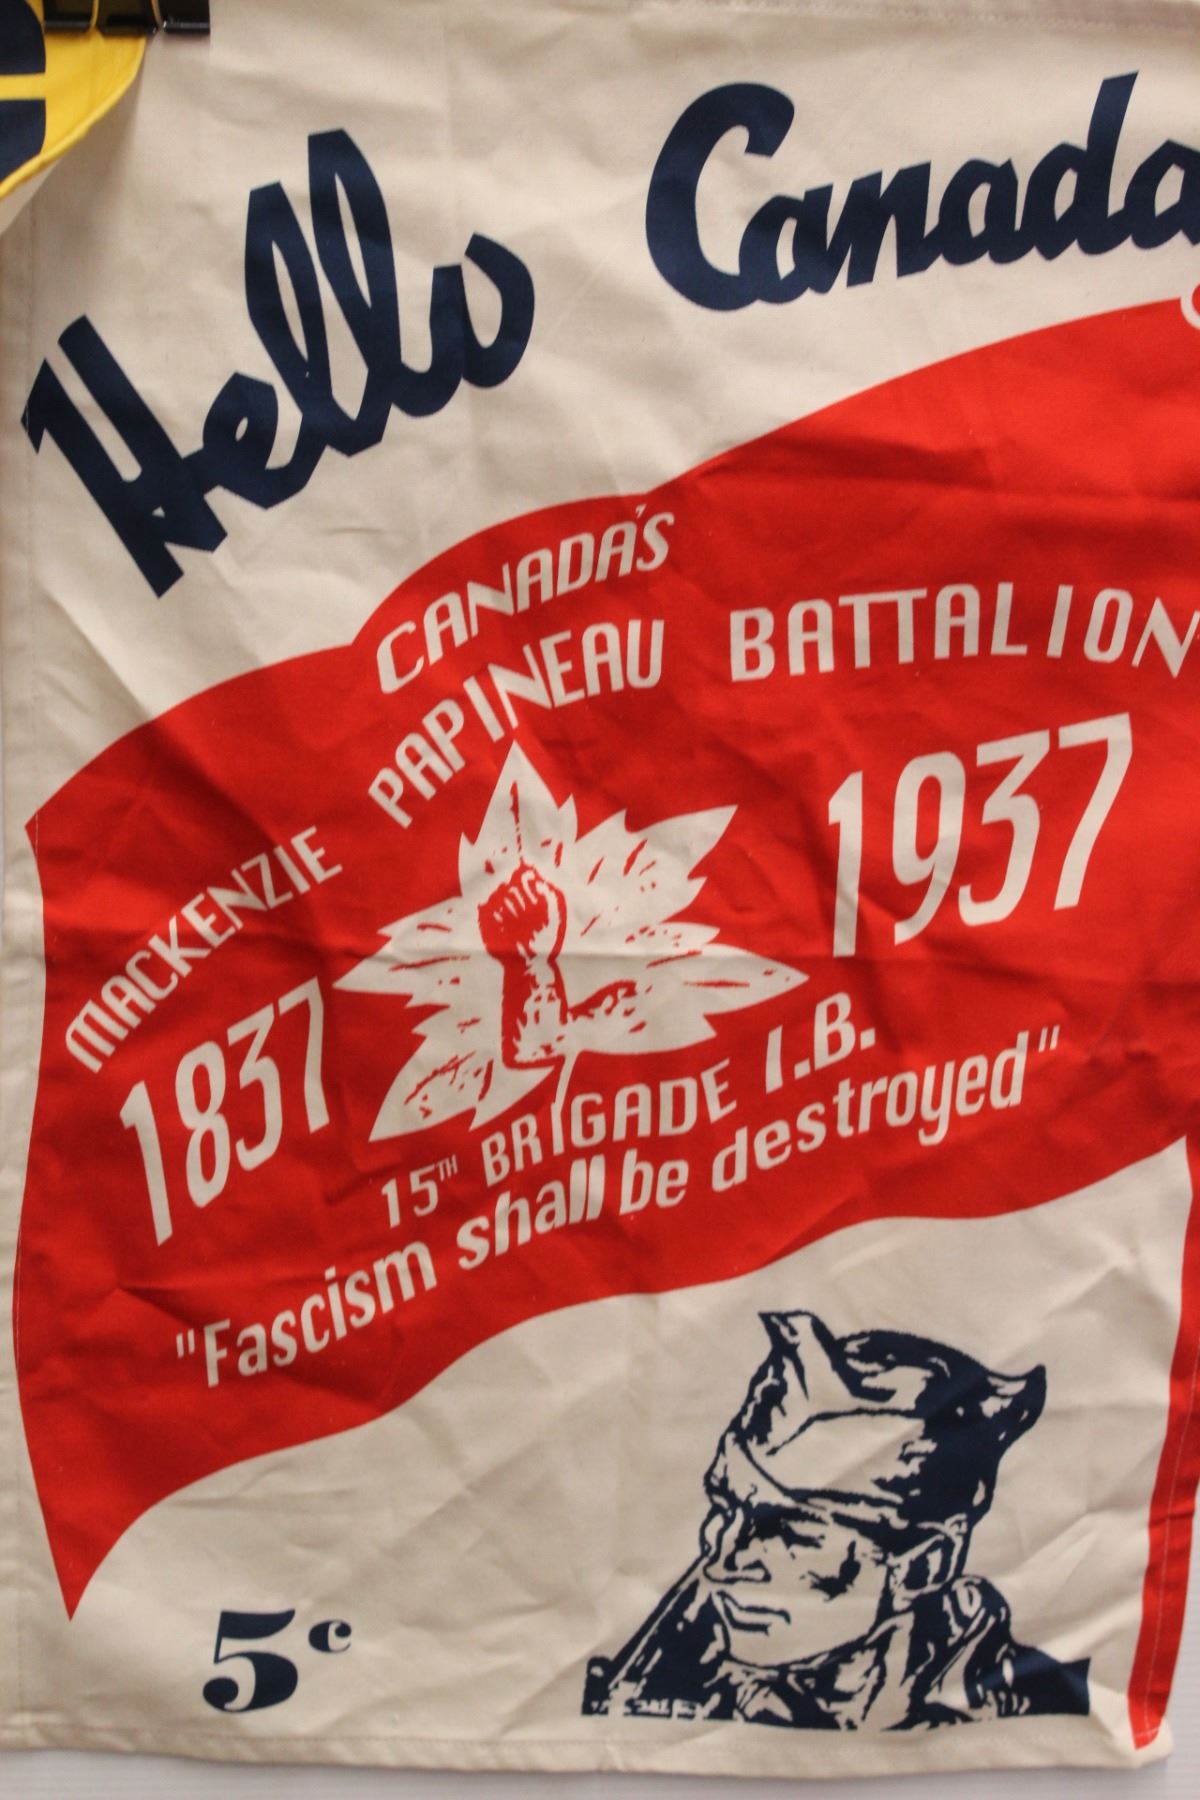 Hello Canada
CANADA'S
MACKENZIE PAPINEAU BATTALION
1837 1937
15TH BRIGADE I.B.
"Fascism shall be destroyed"
5c